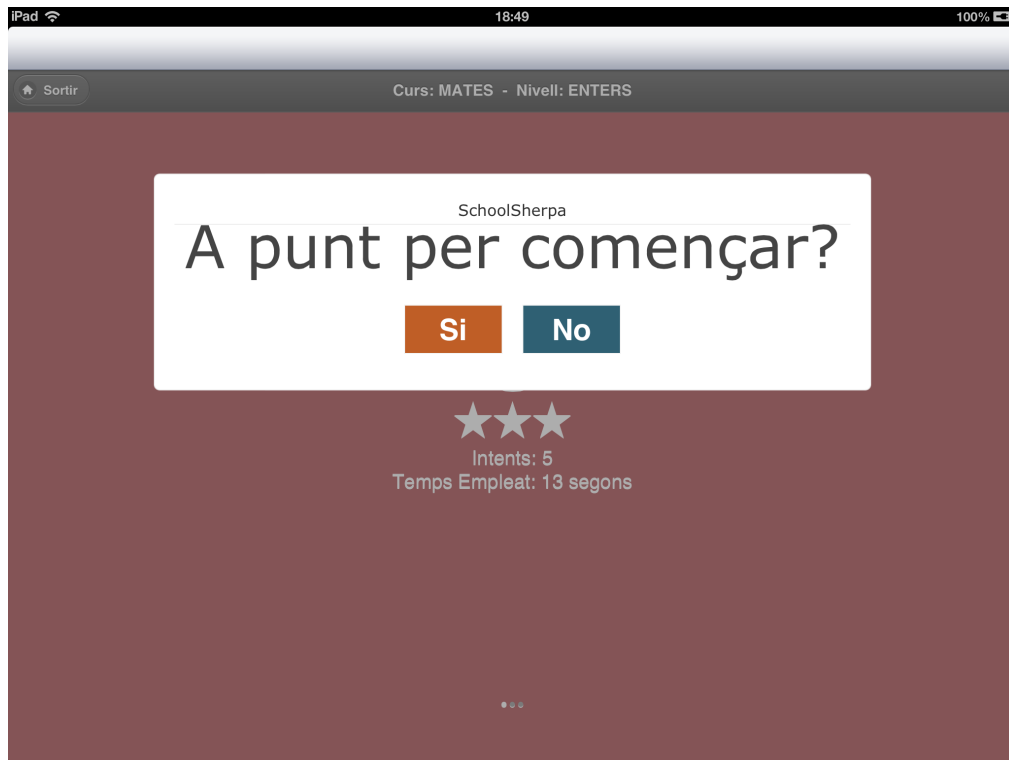 iPad 18:49 100%
Sortir Curs: MATES - Nivell: ENTERS
SchoolSherpa
A punt per començar?
Si No
Intents: 5
Temps Empleat: 13 segons